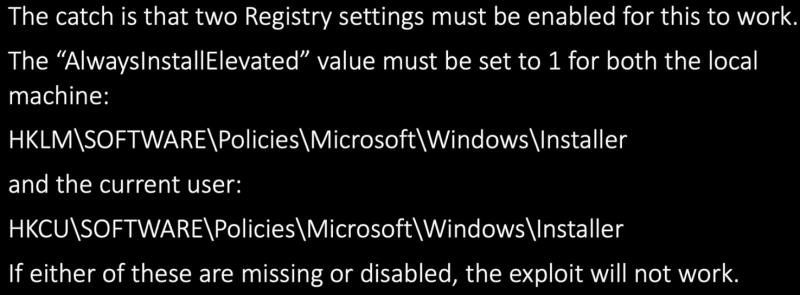 The catch is that two Registry settings must be enabled for this to work.
The “AlwaysInstallElevated” value must be set to 1 for both the local
machine:
HKLM\SOFTWARE\Policies\Microsoft\Windows\Installer
and the current user:
HKCU\SOFTWARE\Policies\Microsoft\Windows\Installer
If either of these are missing or disabled, the exploit will not work.